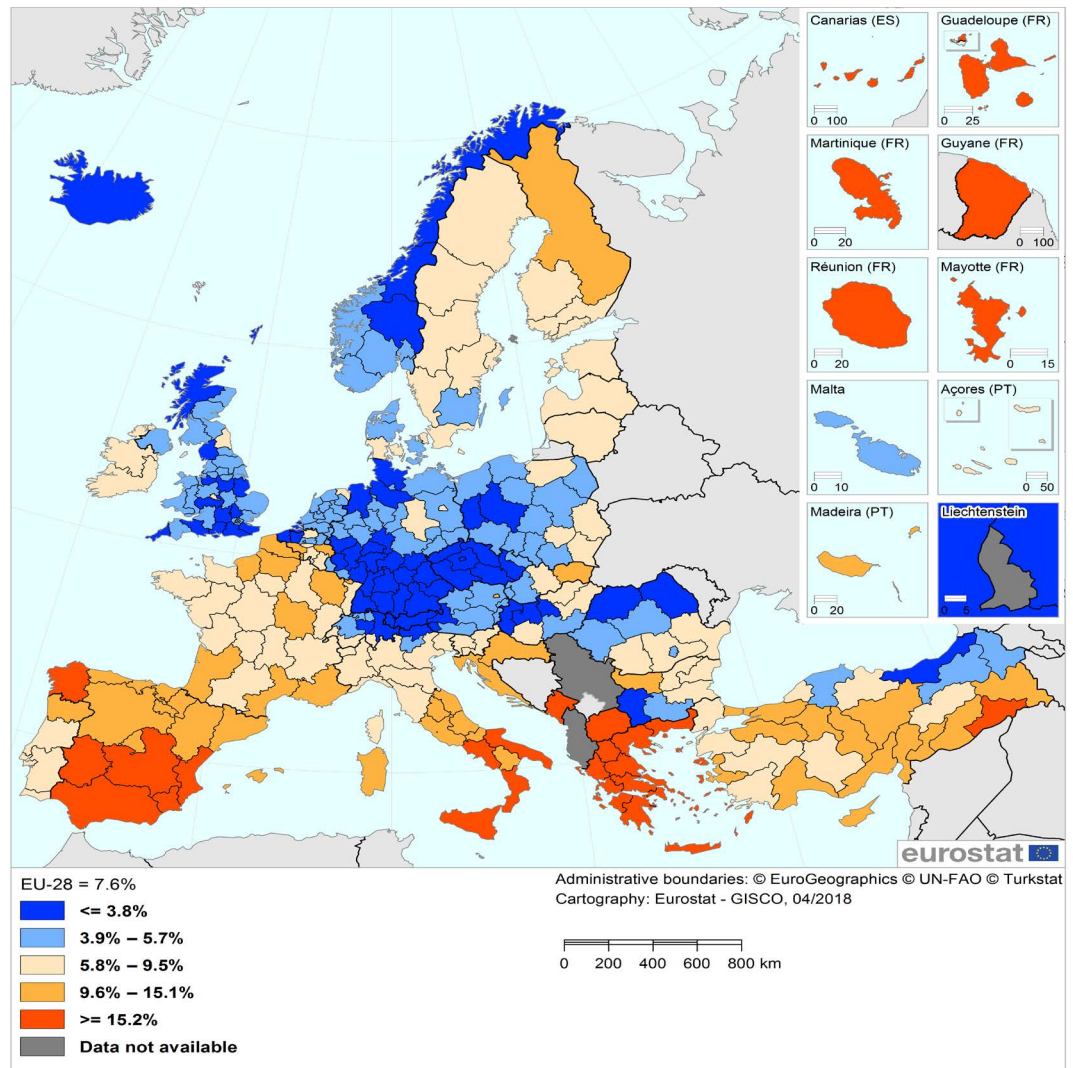 Canarias (ES)
0 100
Guadeloupe (FR)
0 25
Martinique (FR)
0 20
Guyane (FR)
0 100
Réunion (FR)
0 20
Mayotte (FR)
0 15
Malta
0 10
Açores (PT)
0 50
Madeira (PT)
0 20
Liechtenstein
0 5
eurostat
EU-28 = 7.6%
<= 3.8%
3.9% – 5.7%
5.8% – 9.5%
9.6% – 15.1%
>= 15.2%
Data not available
Administrative boundaries: © EuroGeographics © UN-FAO © Turkstat
Cartography: Eurostat - GISCO, 04/2018
0 200 400 600 800 km